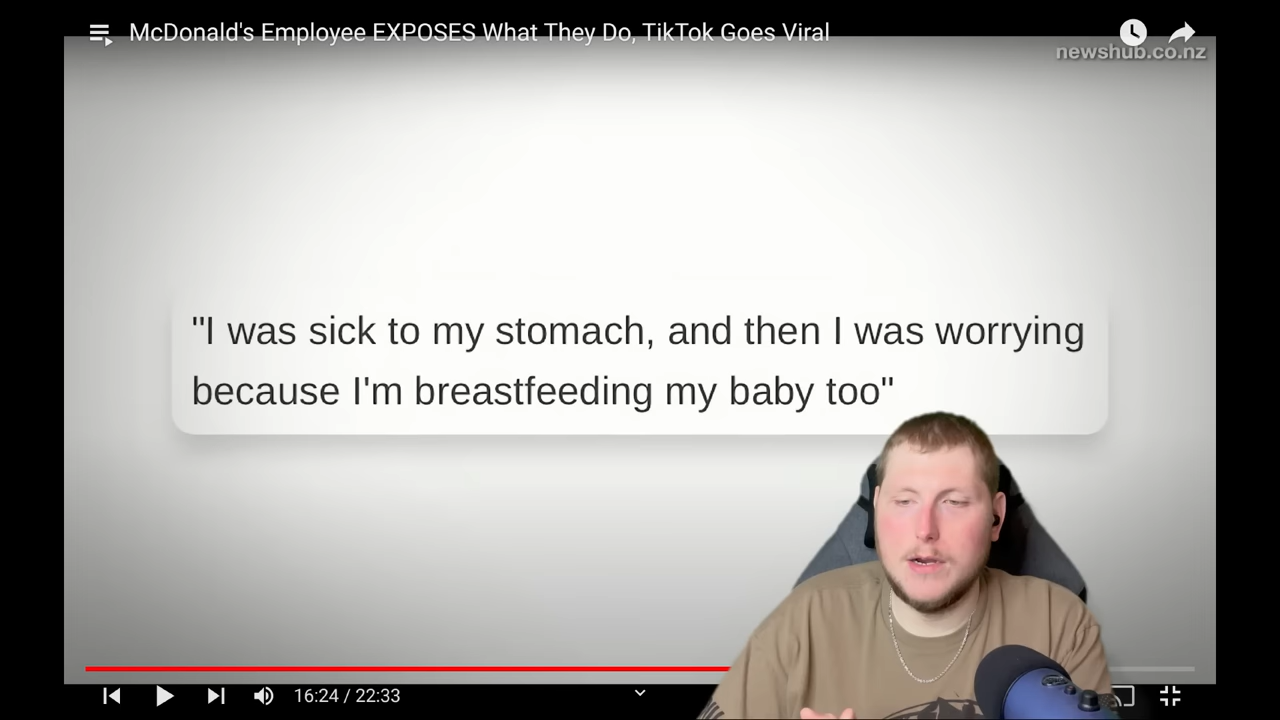 McDonald's Employee EXPOSES What They Do, TikTok Goes Viral
newshub.co.nz
"I was sick to my stomach, and then I was worrying
because I'm breastfeeding my baby too"
16:24 / 22:33